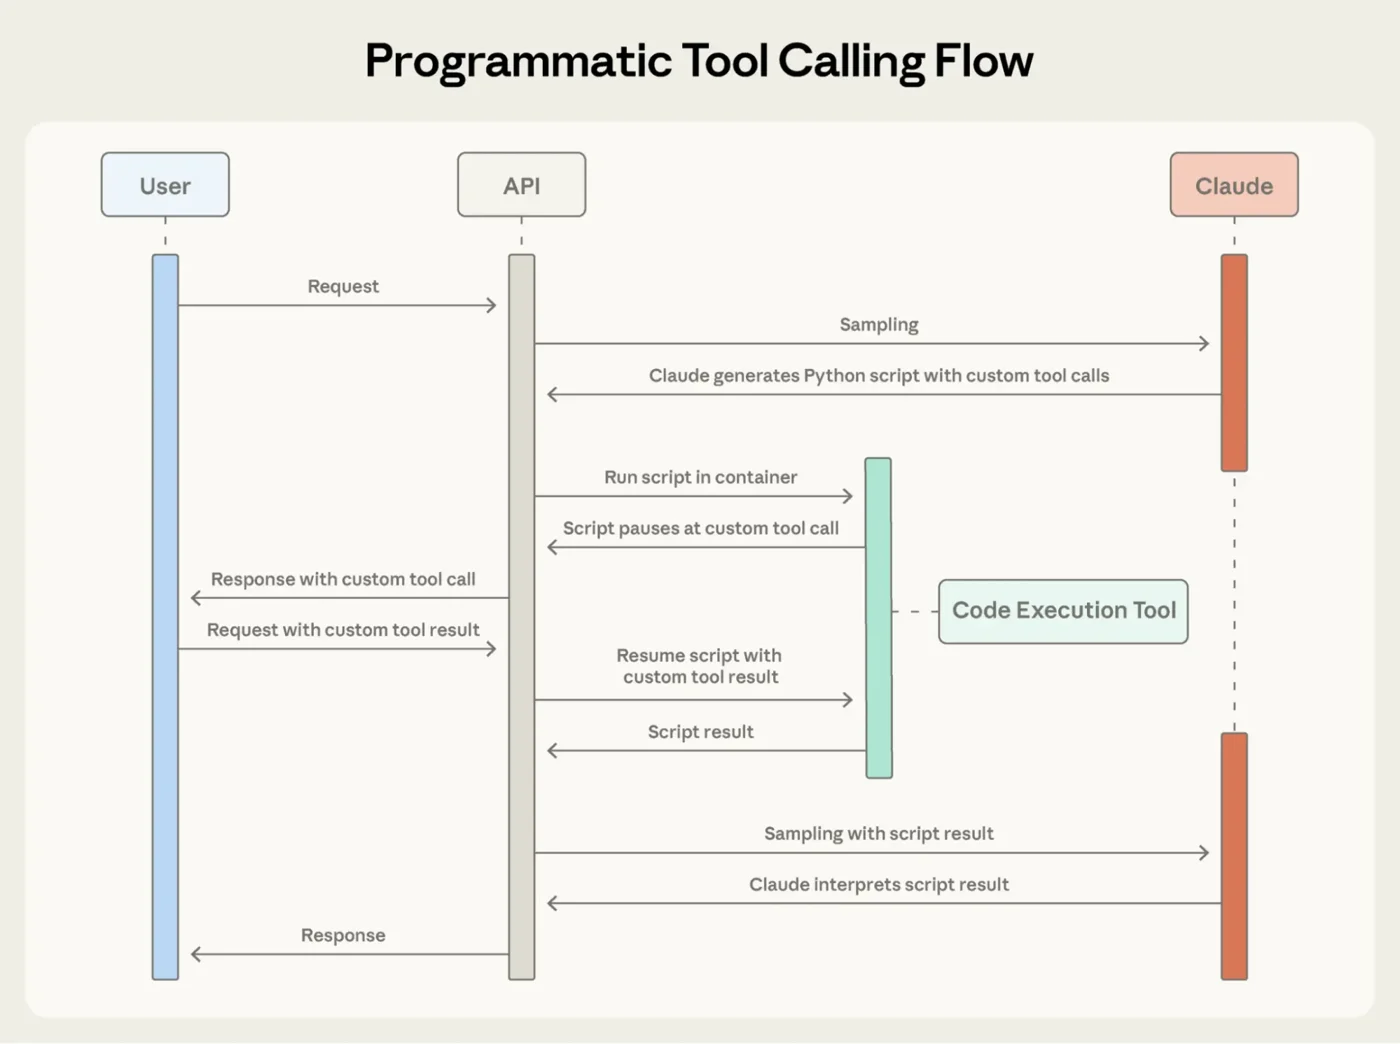 Programmatic Tool Calling Flow
User
API
Claude
Request
Sampling
Claude generates Python script with custom tool calls
Run script in container
Script pauses at custom tool call
Response with custom tool call
Code Execution Tool
Request with custom tool result
Resume script with
custom tool result
Script result
Sampling with script result
Claude interprets script result
Response